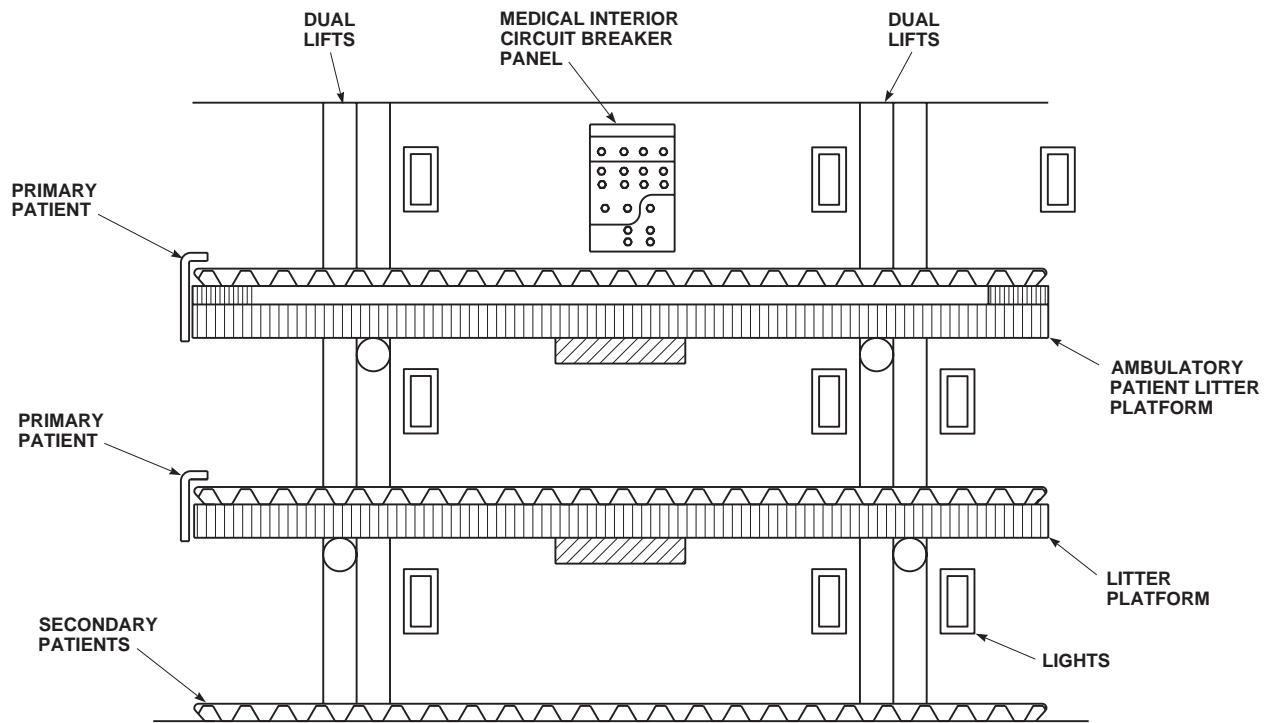 DUAL
LIFTS
MEDICAL INTERIOR
CIRCUIT BREAKER
PANEL
DUAL
LIFTS
PRIMARY
PATIENT
AMBULATORY
PATIENT LITTER
PLATFORM
PRIMARY
PATIENT
LITTER
PLATFORM
SECONDARY
PATIENTS
LIGHTS